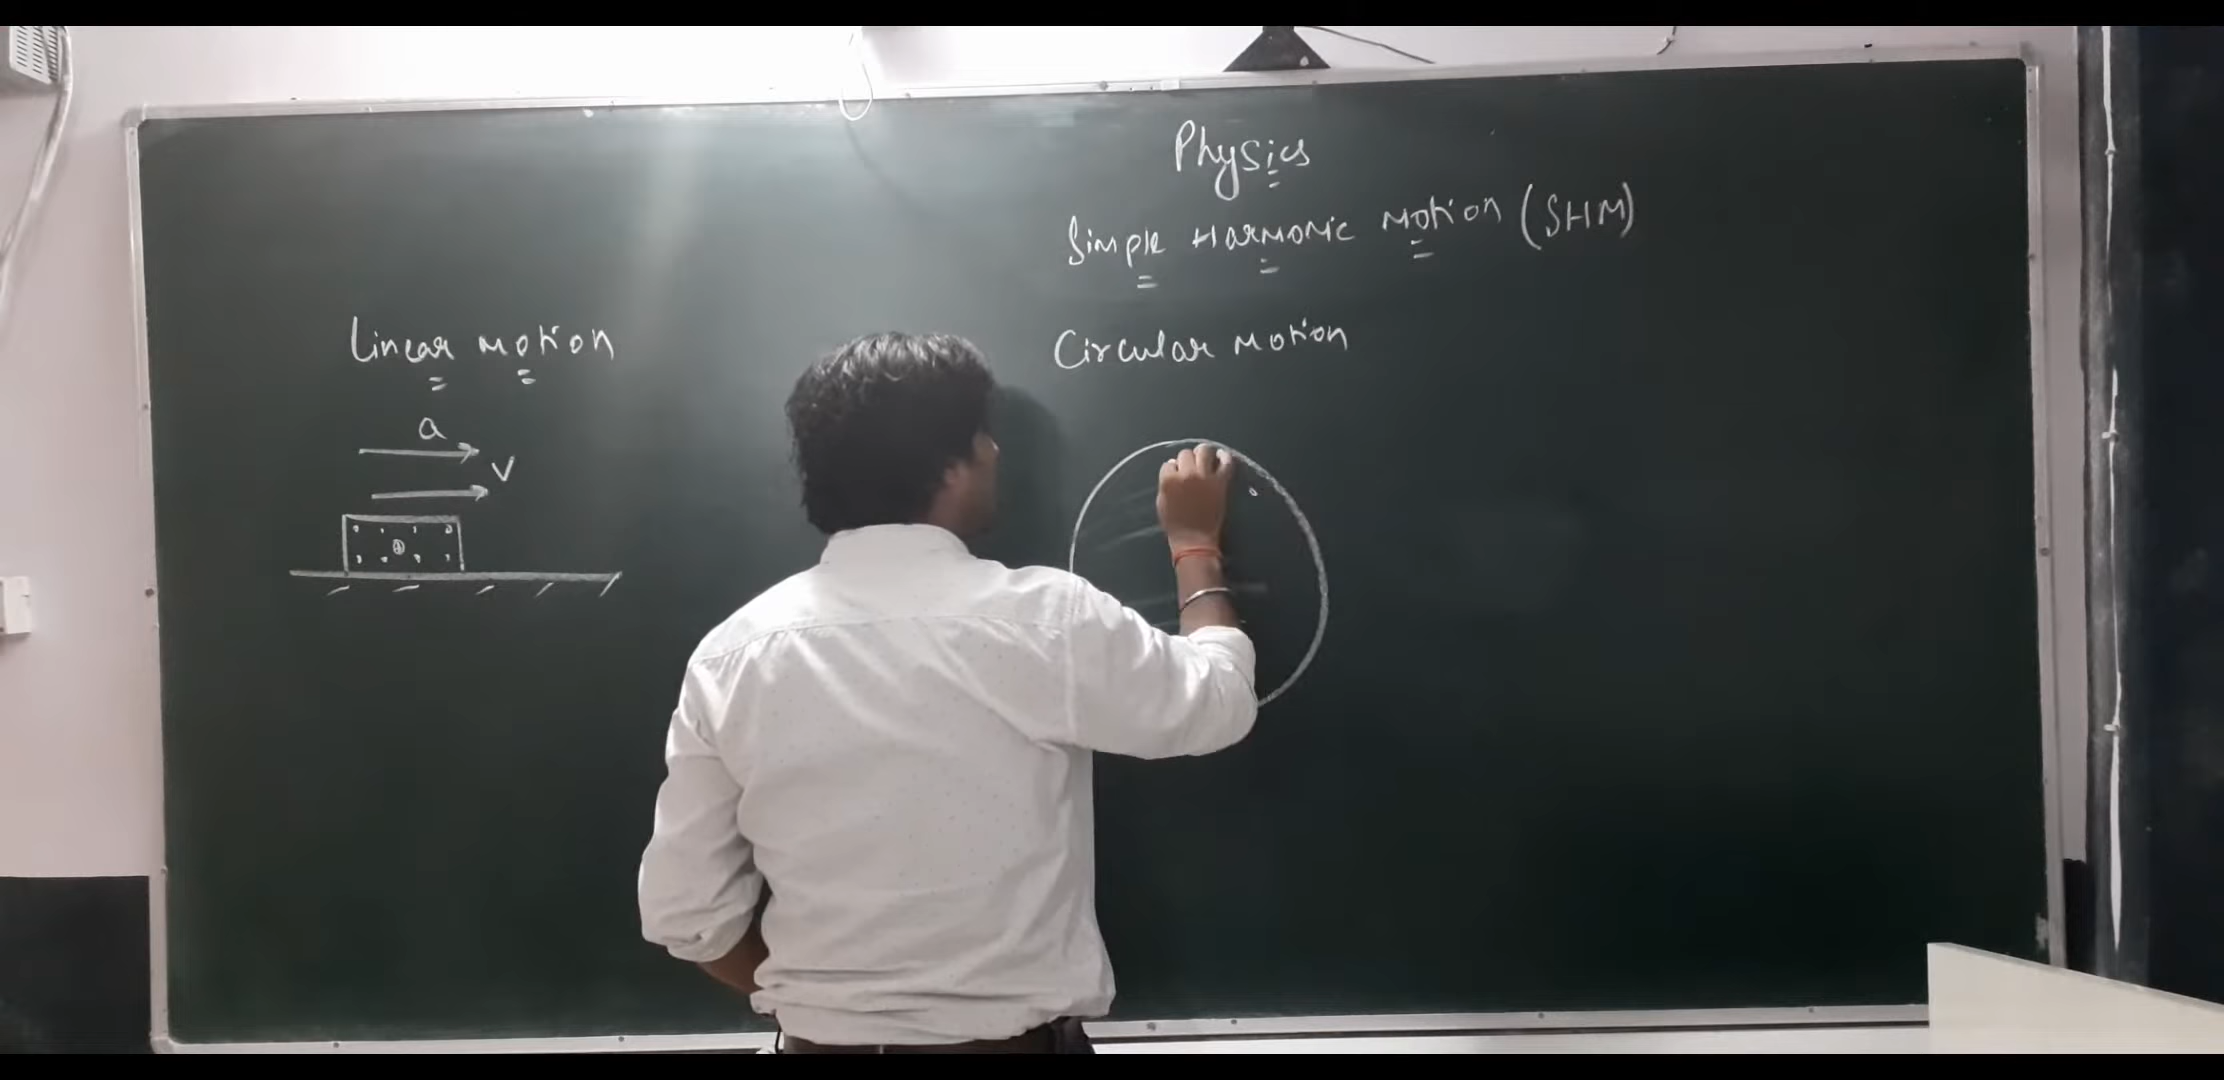 Physics
Simple Harmonic Motion (SHM)
Linear Motion
Circular Motion
a
V